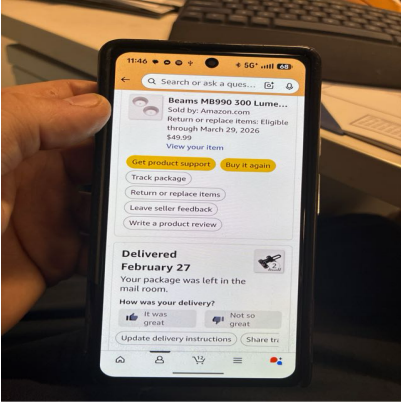 11:46
5G+
68
Search or ask a ques...
Beams MB990 300 Lume...
Sold by: Amazon.com
Return or replace items: Eligible
through March 29, 2026
$49.99
View your item
Get product support
Buy it again
Track package
Return or replace items
Leave seller feedback
Write a product review
Delivered
February 27
Your package was left in the
mail room.
How was your delivery?
It was
great
Not so
great
Update delivery instructions
Share tra